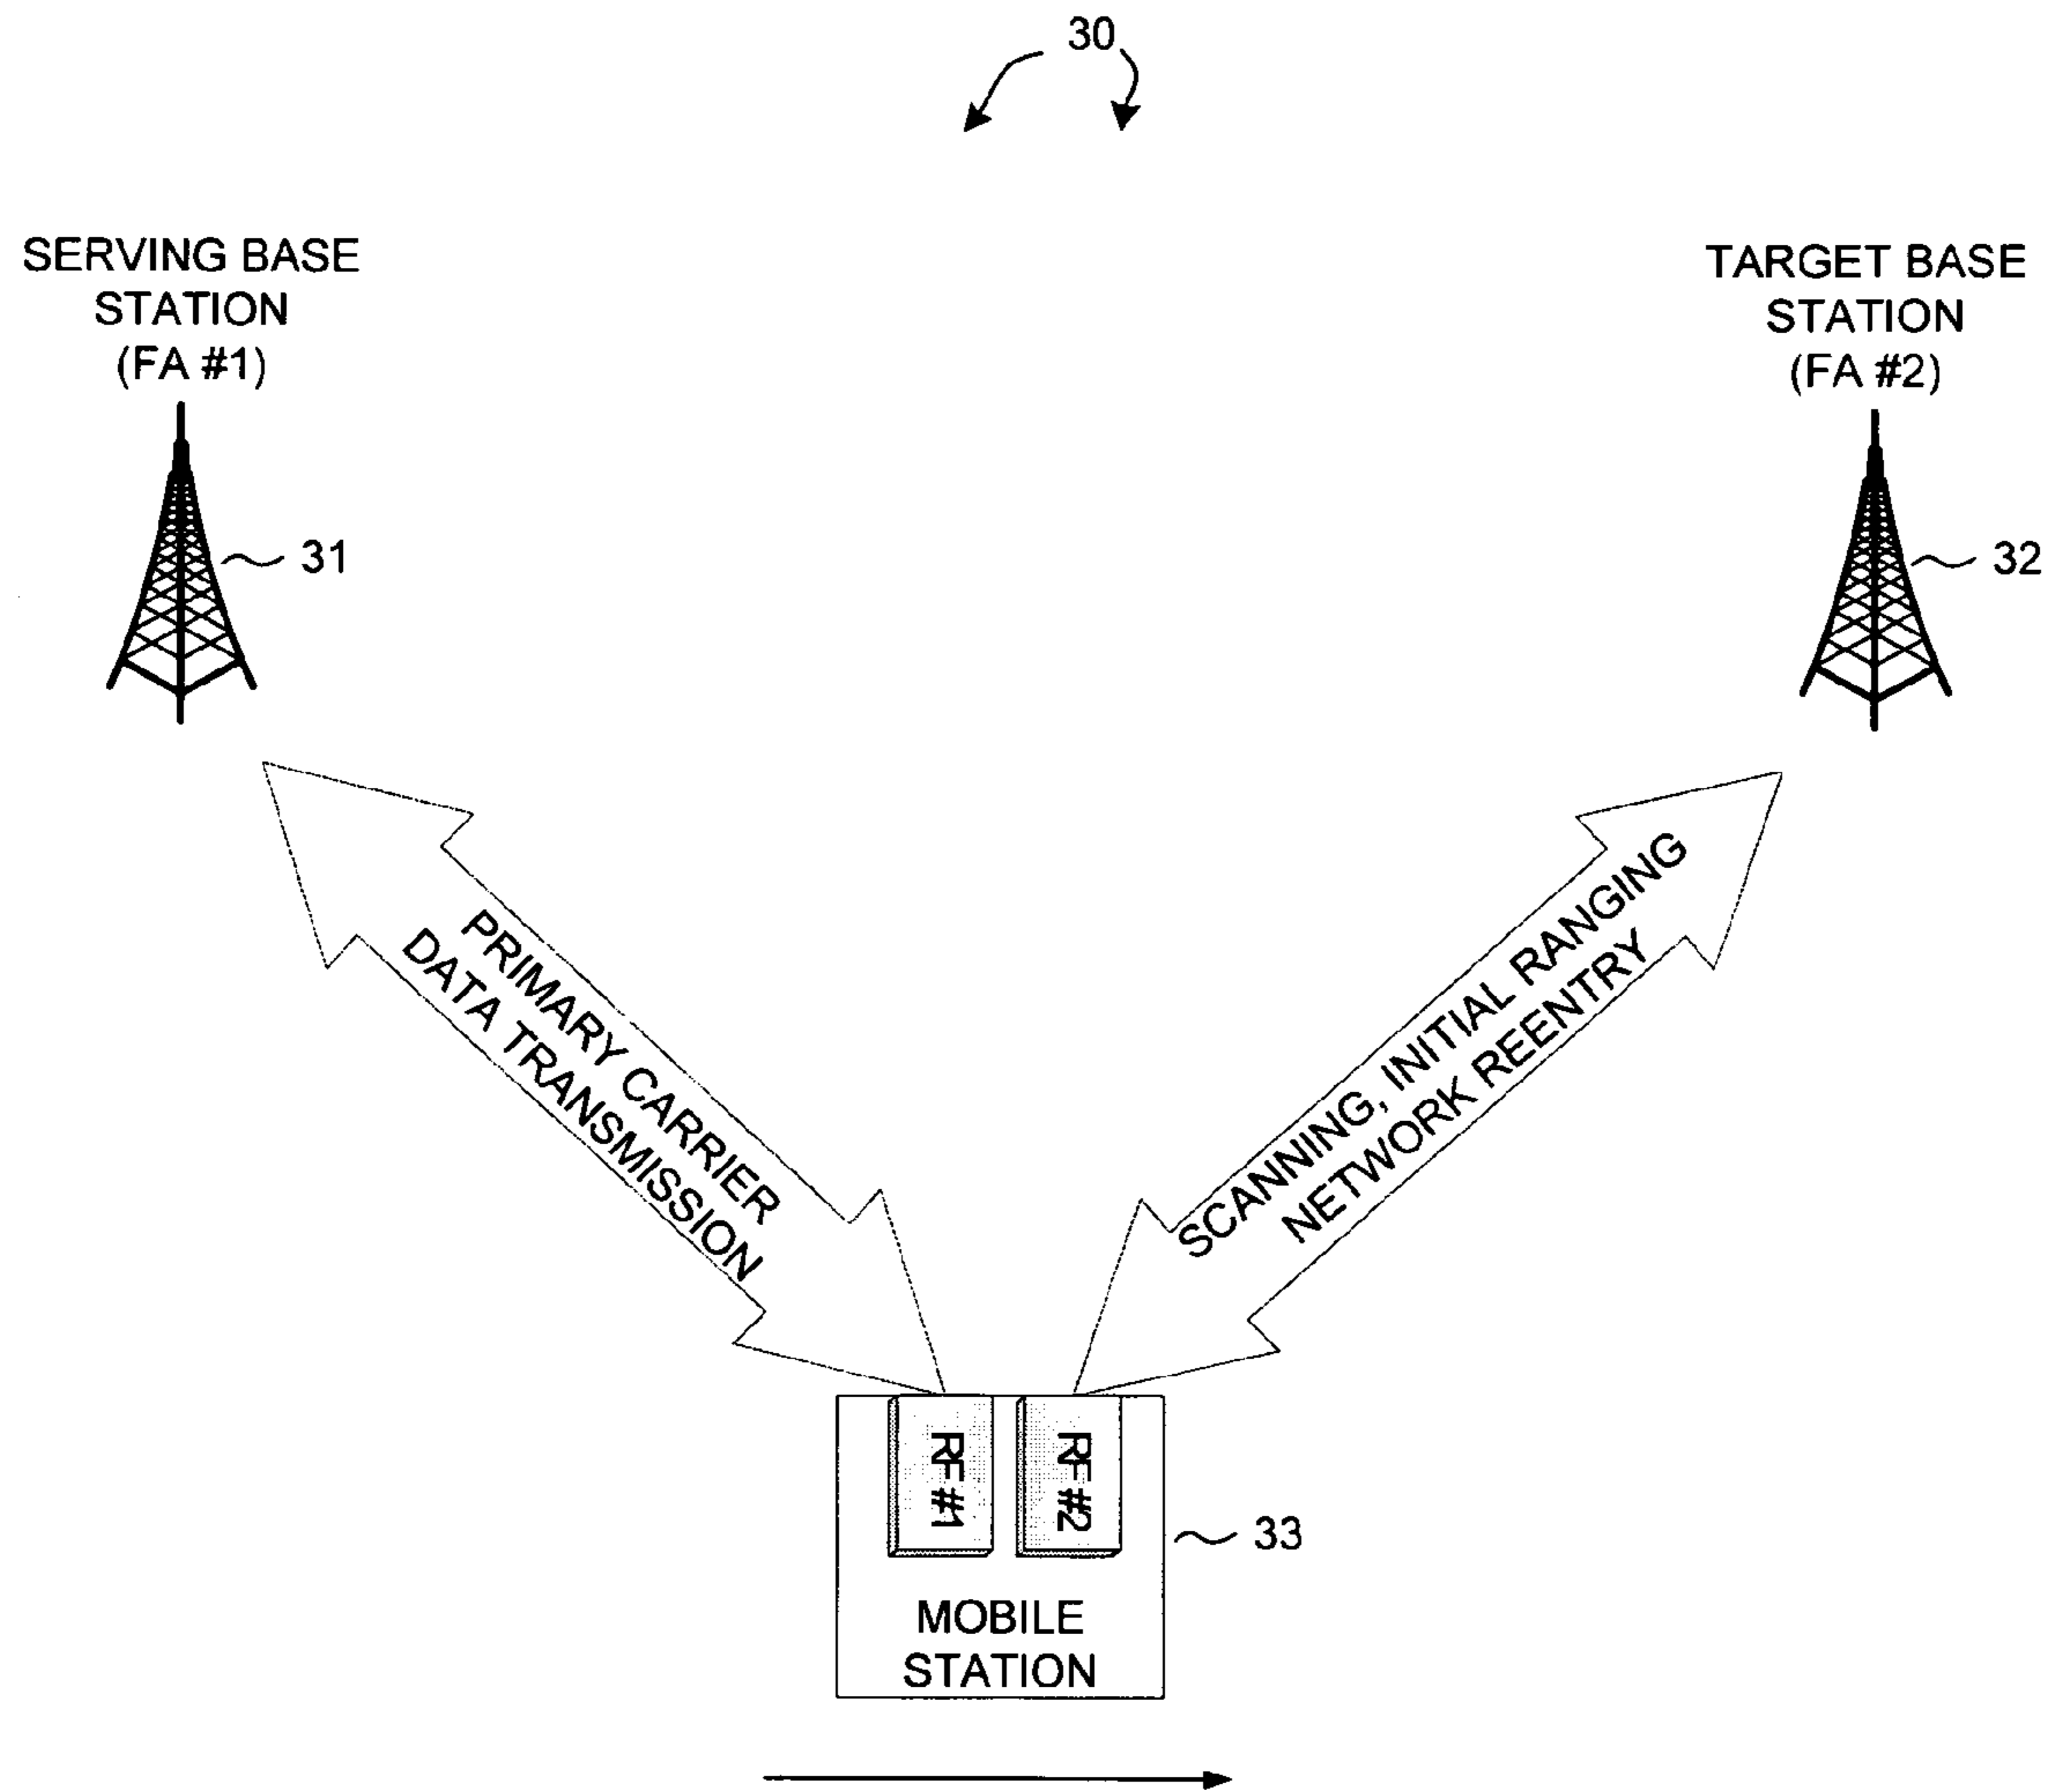 30
SERVING BASE
STATION
(FA #1)
TARGET BASE
STATION
(FA #2)
31
32
PRIMARY CARRIER
DATA TRANSMISSION
SCANNING, INITIAL RANGING
NETWORK REENTRY
RF #1
RF #2
33
MOBILE
STATION